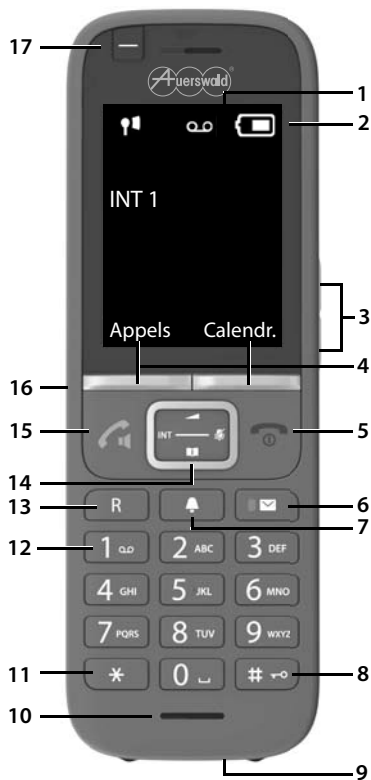 17
Auerswald®
1
2
INT 1
3
Appels Calendr.
4
16
15
INT
5
14
R
6
13
7
12
1 2 ABC 3 DEF
4 GHI 5 JKL 6 MNO
7 PQRS 8 TUV 9 WXYZ
11
* 0 #
8
10
9